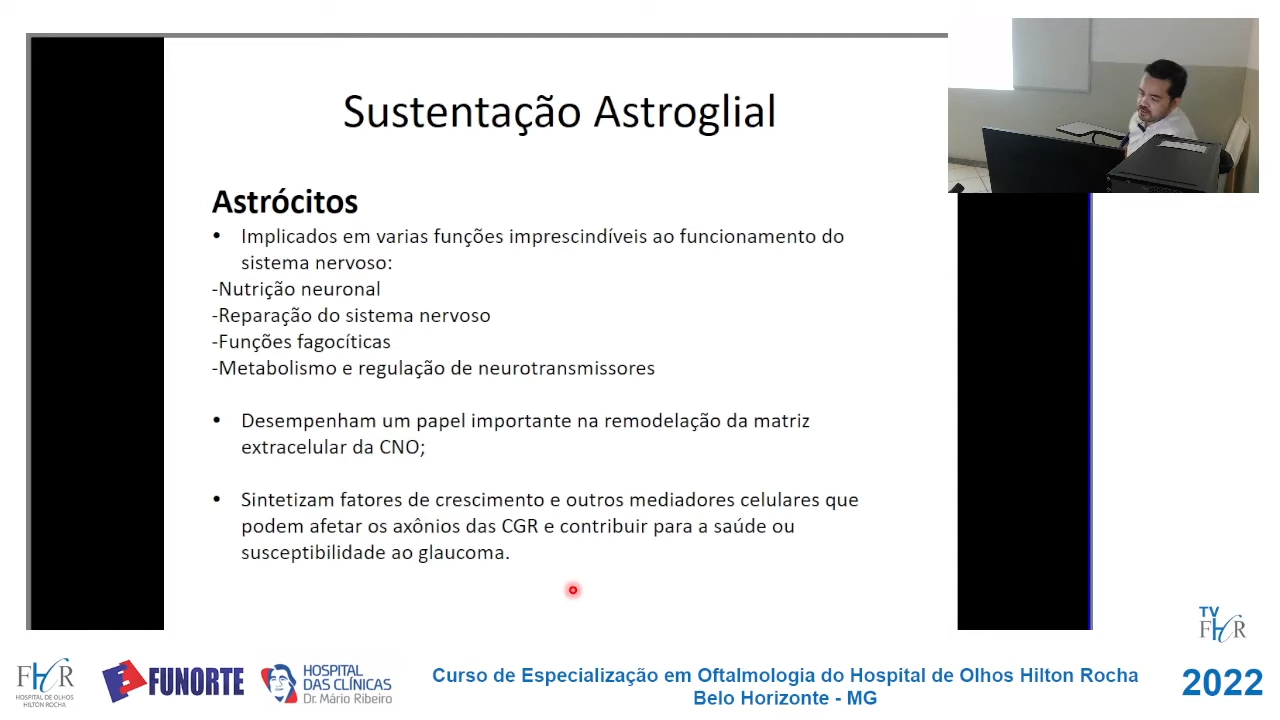 Sustentação Astroglial
Astrócitos
• Implicados em varias funções imprescindíveis ao funcionamento do
sistema nervoso:
-Nutrição neuronal
-Reparação do sistema nervoso
-Funções fagocíticas
-Metabolismo e regulação de neurotransmissores
• Desempenham um papel importante na remodelação da matriz
extracelular da CNO;
• Sintetizam fatores de crescimento e outros mediadores celulares que
podem afetar os axônios das CGR e contribuir para a saúde ou
susceptibilidade ao glaucoma.
TV
FHR
FHR
HOSPITAL DE OLHOS
HILTON ROCHA
FUNORTE
HOSPITAL
DAS CLÍNICAS
Dr. Mário Ribeiro
Curso de Especialização em Oftalmologia do Hospital de Olhos Hilton Rocha
Belo Horizonte - MG
2022